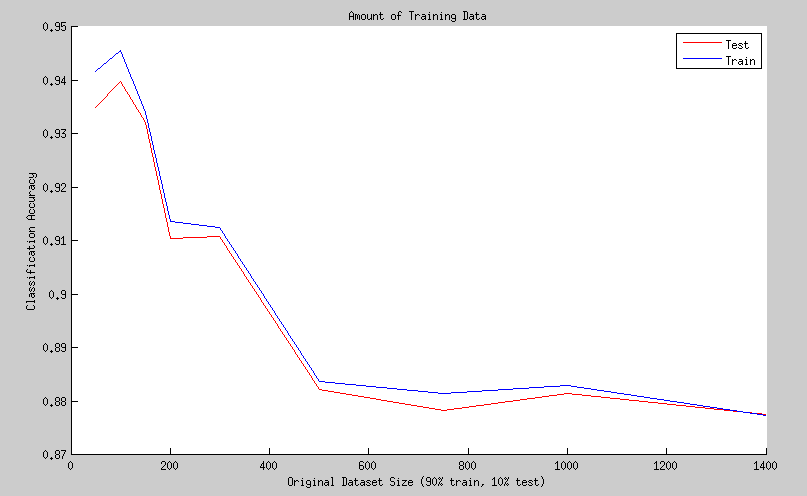 Amount of Training Data
0.95
0.94
0.93
0.92
0.91
0.9
0.89
0.88
0.87
Classification Accuracy
Test
Train
0 200 400 600 800 1000 1200 1400
Original Dataset Size (90% train, 10% test)